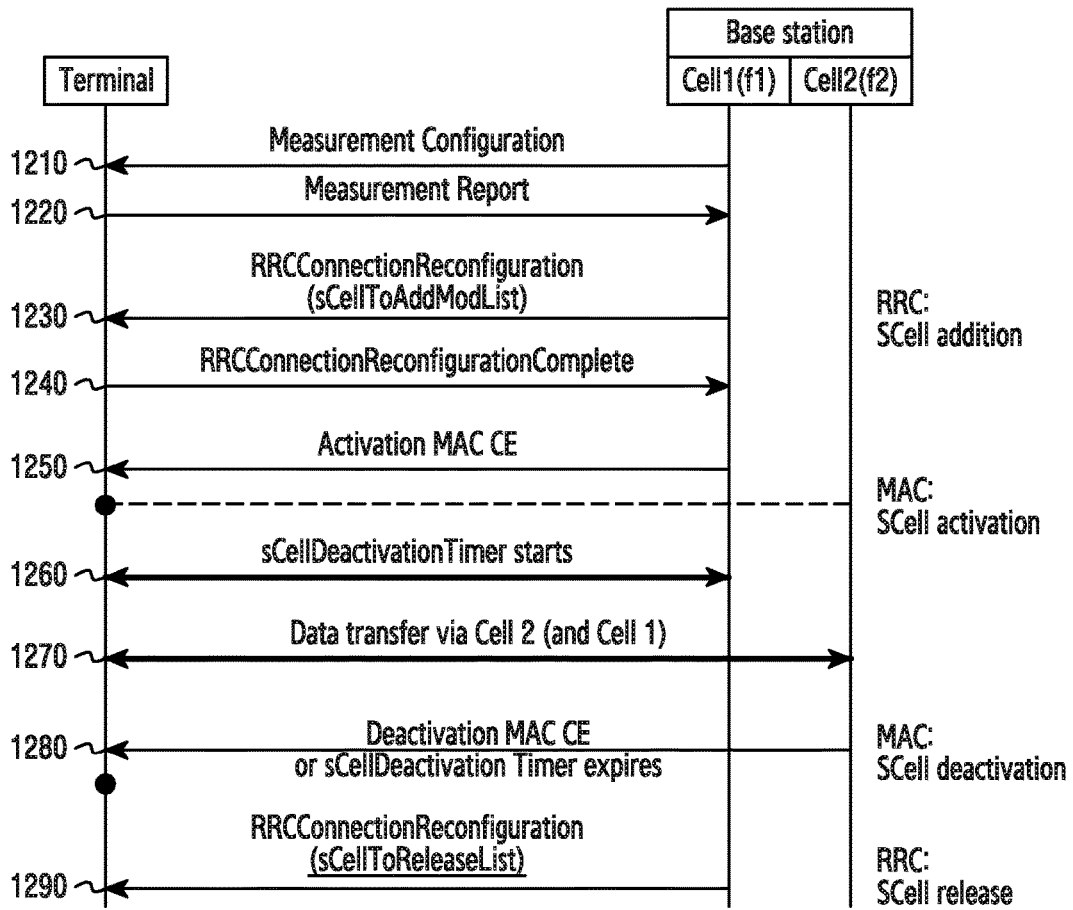 Base station
Terminal
Cell1(f1)
Cell2(f2)
Measurement Configuration
1210
Measurement Report
1220
RRCConnectionReconfiguration
(sCellToAddModList)
1230
RRC:
SCell addition
RRCConnectionReconfigurationComplete
1240
Activation MAC CE
1250
MAC:
SCell activation
sCellDeactivationTimer starts
1260
Data transfer via Cell 2 (and Cell 1)
1270
Deactivation MAC CE
or sCellDeactivation Timer expires
1280
MAC:
SCell deactivation
RRCConnectionReconfiguration
(sCellToReleaseList)
1290
RRC:
SCell release